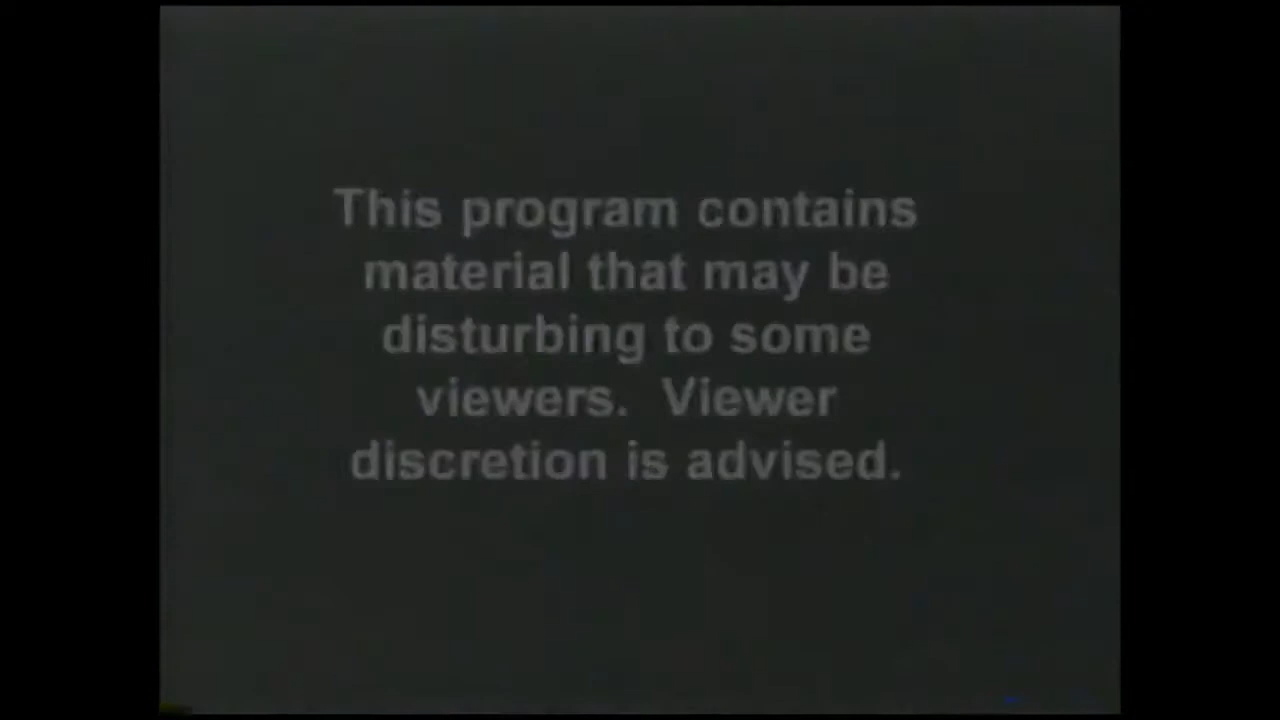 This program contains
material that may be
disturbing to some
viewers.  Viewer
discretion is advised.